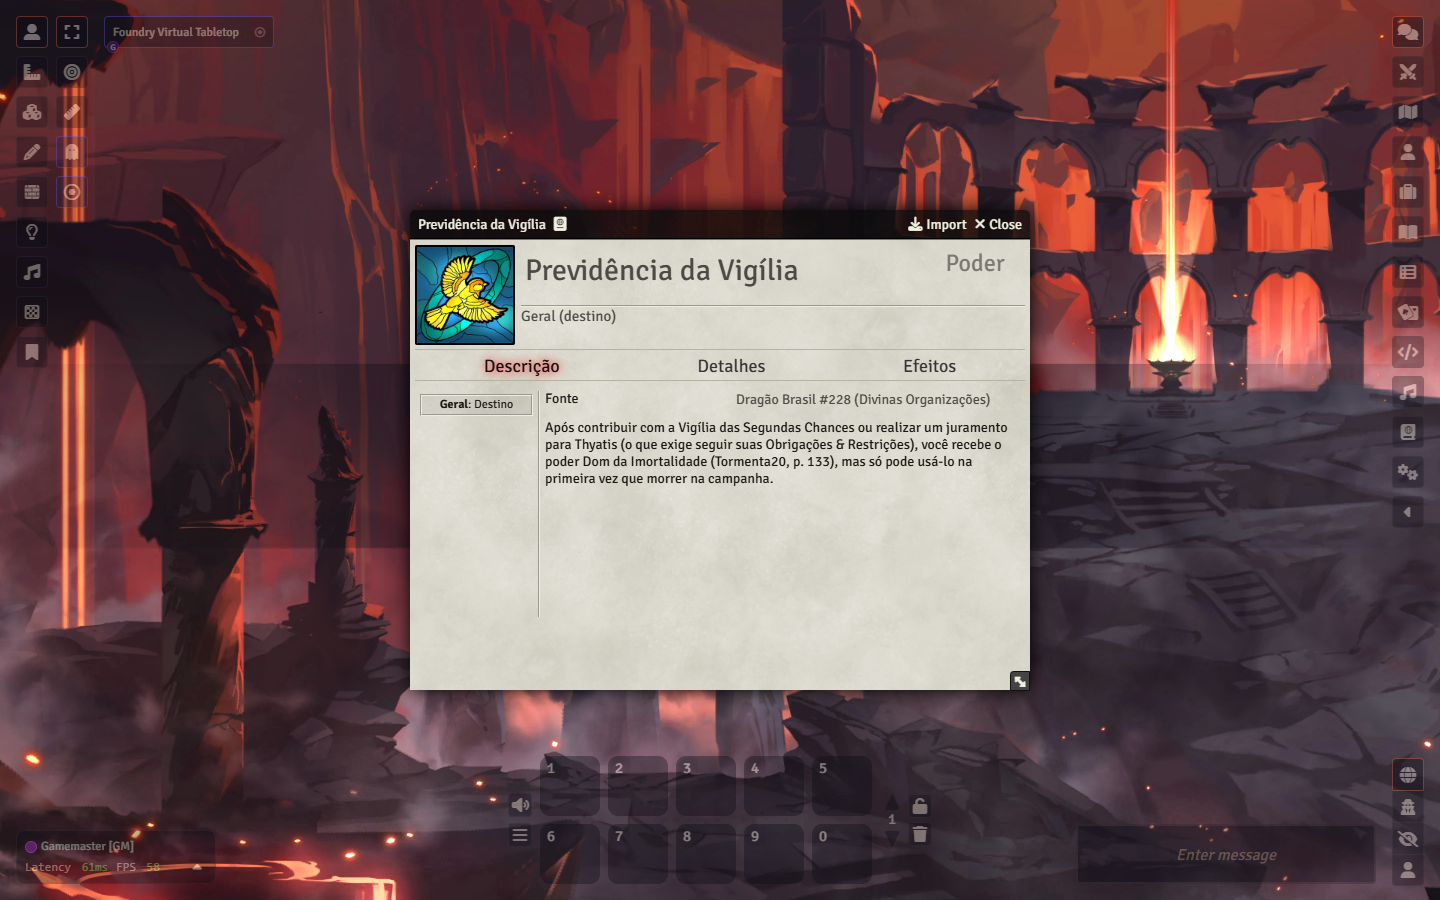 Foundry Virtual Tabletop
G
Previdência da Vigília
Import
Close
Previdência da Vigília
Poder
Geral (destino)
Descrição
Detalhes
Efeitos
Geral: Destino
Fonte
Dragão Brasil #228 (Divinas Organizações)
Após contribuir com a Vigília das Segundas Chances ou realizar um juramento
para Thyatis (o que exige seguir suas Obrigações & Restrições), você recebe o
poder Dom da Imortalidade (Tormenta20, p. 133), mas só pode usá-lo na
primeira vez que morrer na campanha.
1 2 3 4 5
1
6 7 8 9 0
Gamemaster [GM]
Latency 61ms FPS 58
Enter message